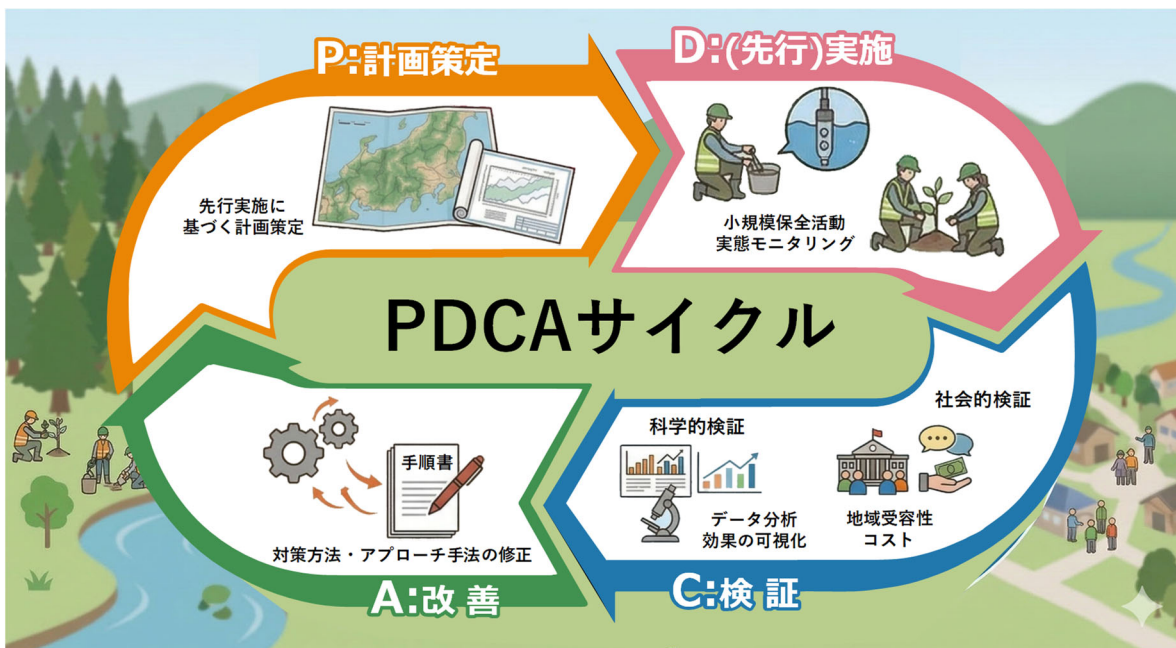 P:計画策定
先行実施に
基づく計画策定
D:(先行)実施
小規模保全活動
実態モニタリング
PDCAサイクル
社会的検証
地域受容性
コスト
科学的検証
データ分析
効果の可視化
C:検証
手順書
対策方法・アプローチ手法の修正
A:改善